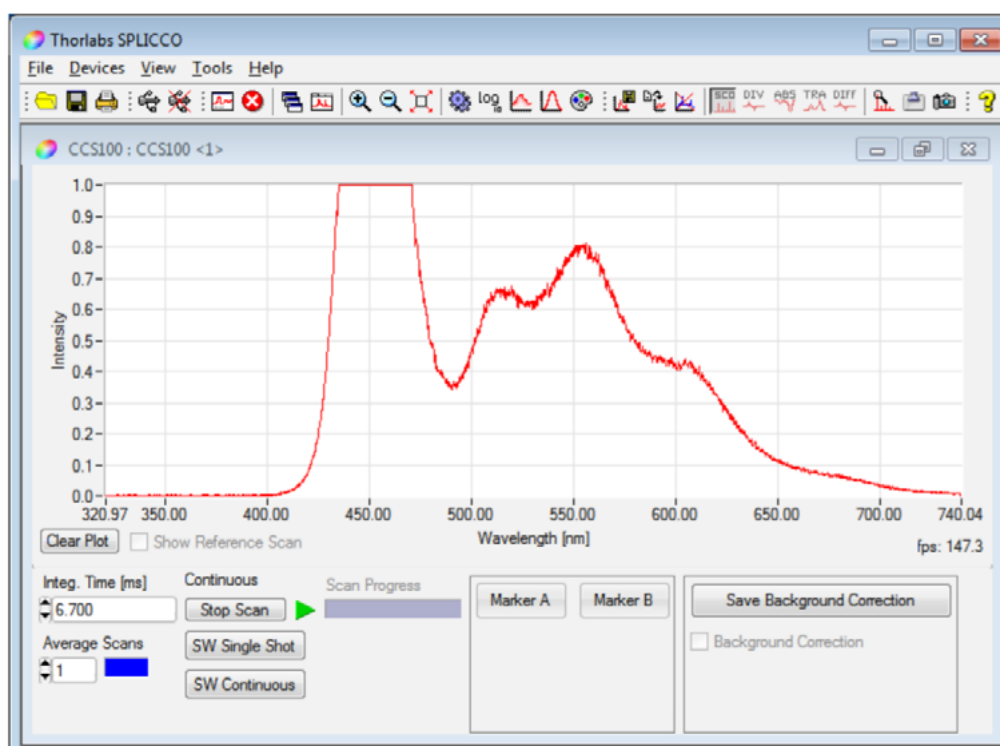 Thorlabs SPLICCO
File Devices View Tools Help
log 10 SCO DIV ABS TRA DIFF
CCS100 : CCS100 <1>
1.0
0.9
0.8
0.7
0.6
0.5
0.4
0.3
0.2
0.1
0.0
Intensity
320.97 350.00 400.00 450.00 500.00 550.00 600.00 650.00 700.00 740.04
Wavelength [nm]
Clear Plot Show Reference Scan fps: 147.3
Integ. Time [ms] Continuous Scan Progress
6.700 Stop Scan Marker A Marker B Save Background Correction
Average Scans SW Single Shot Background Correction
1 SW Continuous